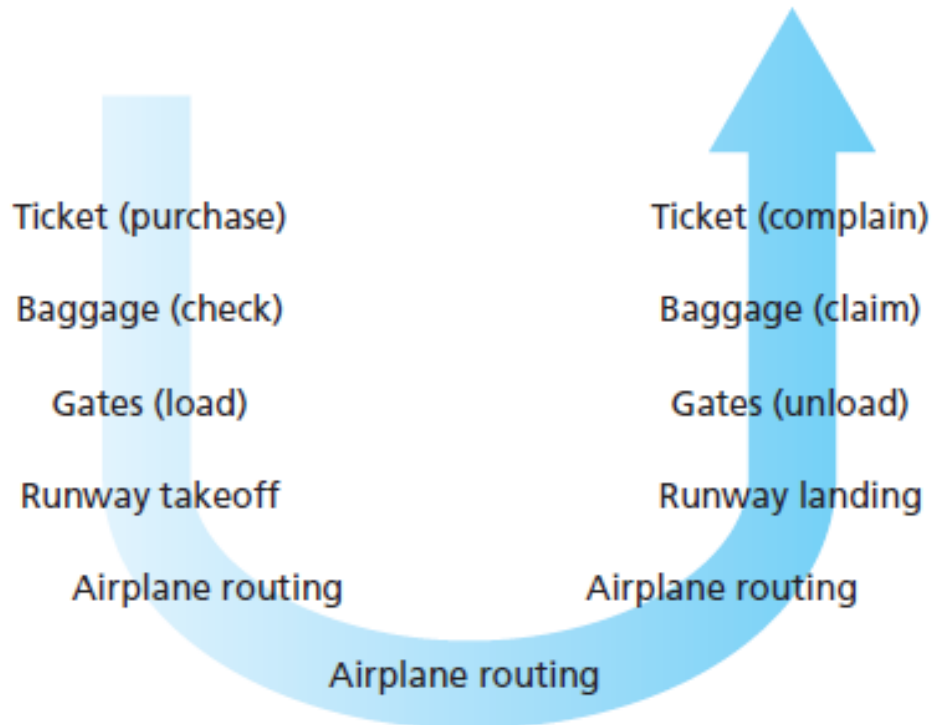 Ticket (purchase)
Baggage (check)
Gates (load)
Runway takeoff
Airplane routing
Airplane routing
Airplane routing
Runway landing
Gates (unload)
Baggage (claim)
Ticket (complain)